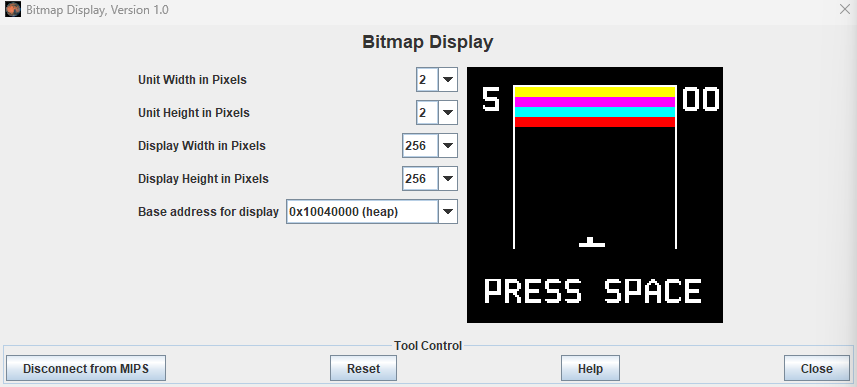 Bitmap Display, Version 1.0
Bitmap Display
Unit Width in Pixels 2
Unit Height in Pixels 2
Display Width in Pixels 256
Display Height in Pixels 256
Base address for display 0x10040000 (heap)
5 00
PRESS SPACE
Tool Control
Disconnect from MIPS Reset Help Close